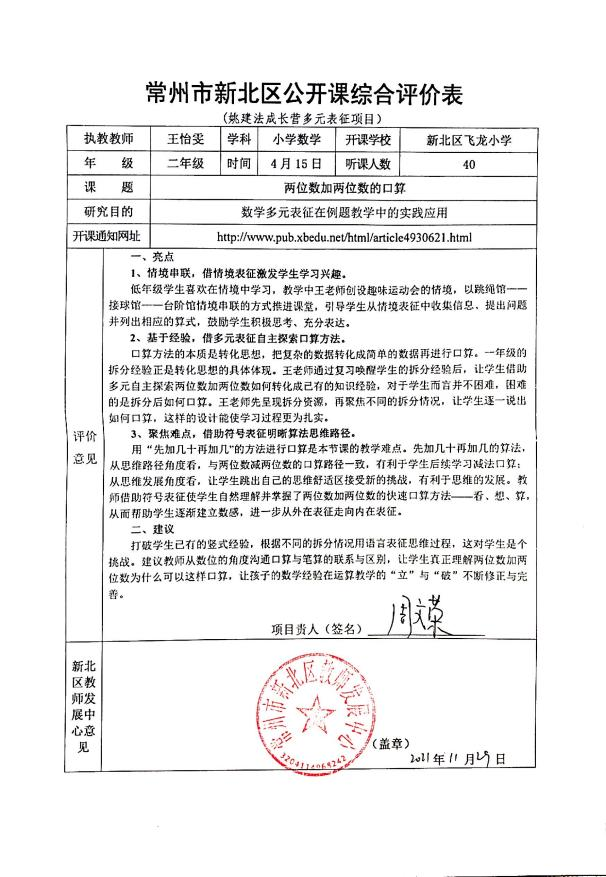 常州市新北区公开课综合评价表
(姚建法成长营多元表征项目)
执教教师 王怡雯 学科 小学数学 开课学校 新北区飞龙小学
年 级 二年级 时间 4月15日 听课人数 40
课 题 两位数加两位数的口算
研究目的 数学多元表征在例题教学中的实践应用
开课通知网址 http://www.pub.xbedu.net/html/article4930621.html
评价
意见
一、亮点
1、情境串联，借情境表征激发学生学习兴趣。
低年级学生喜欢在情境中学习，教学中王老师创设趣味运动会的情境，以跳绳馆——
接球馆——台阶馆情境串联的方式推进课堂，引导学生从情境表征中收集信息、提出问题
并列出相应的算式，鼓励学生积极思考、充分表达。
2、基于经验，借多元表征自主探索口算方法。
口算方法的本质是转化思想，把复杂的数据转化成简单的数据再进行口算。一年级的
拆分经验正是转化思想的具体体现。王老师通过复习唤醒学生的拆分经验后，让学生借助
多元自主探索两位数加两位数如何转化成已有的知识经验，对于学生而言并不困难，困难
的是拆分后如何口算。王老师先呈现拆分资源，再聚焦不同的拆分情况，让学生逐一说出
如何口算，这样的设计能使学习过程更为扎实。
3、聚焦难点，借助符号表征明晰算法思维路径。
用“先加几十再加几”的方法进行口算是本节课的教学难点。先加几十再加几的算法，
从思维路径角度看，与两位数减两位数的口算路径一致，有利于学生后续学习减法口算；
从思维发展角度看，让学生跳出自己的思维舒适区接受新的挑战，有利于思维的发展。教
师借助符号表征使学生自然理解并掌握了两位数加两位数的快速口算方法——看、想、算，
从而帮助学生逐渐建立数感，进一步从外在表征走向内在表征。
二、建议
打破学生已有的竖式经验，根据不同的拆分情况用语言表征思维过程，这对学生是个
挑战。建议教师从数位的角度沟通口算与笔算的联系与区别，让学生真正理解两位数加两
位数为什么可以这样口算，让孩子的数学经验在运算教学的“立”与“破”不断修正与完
善。
项目责人（签名） 周文荣
新北
区教
师发
展中
心意
见
常州市新北区教师发展中心
（盖章）
2021年11月29日